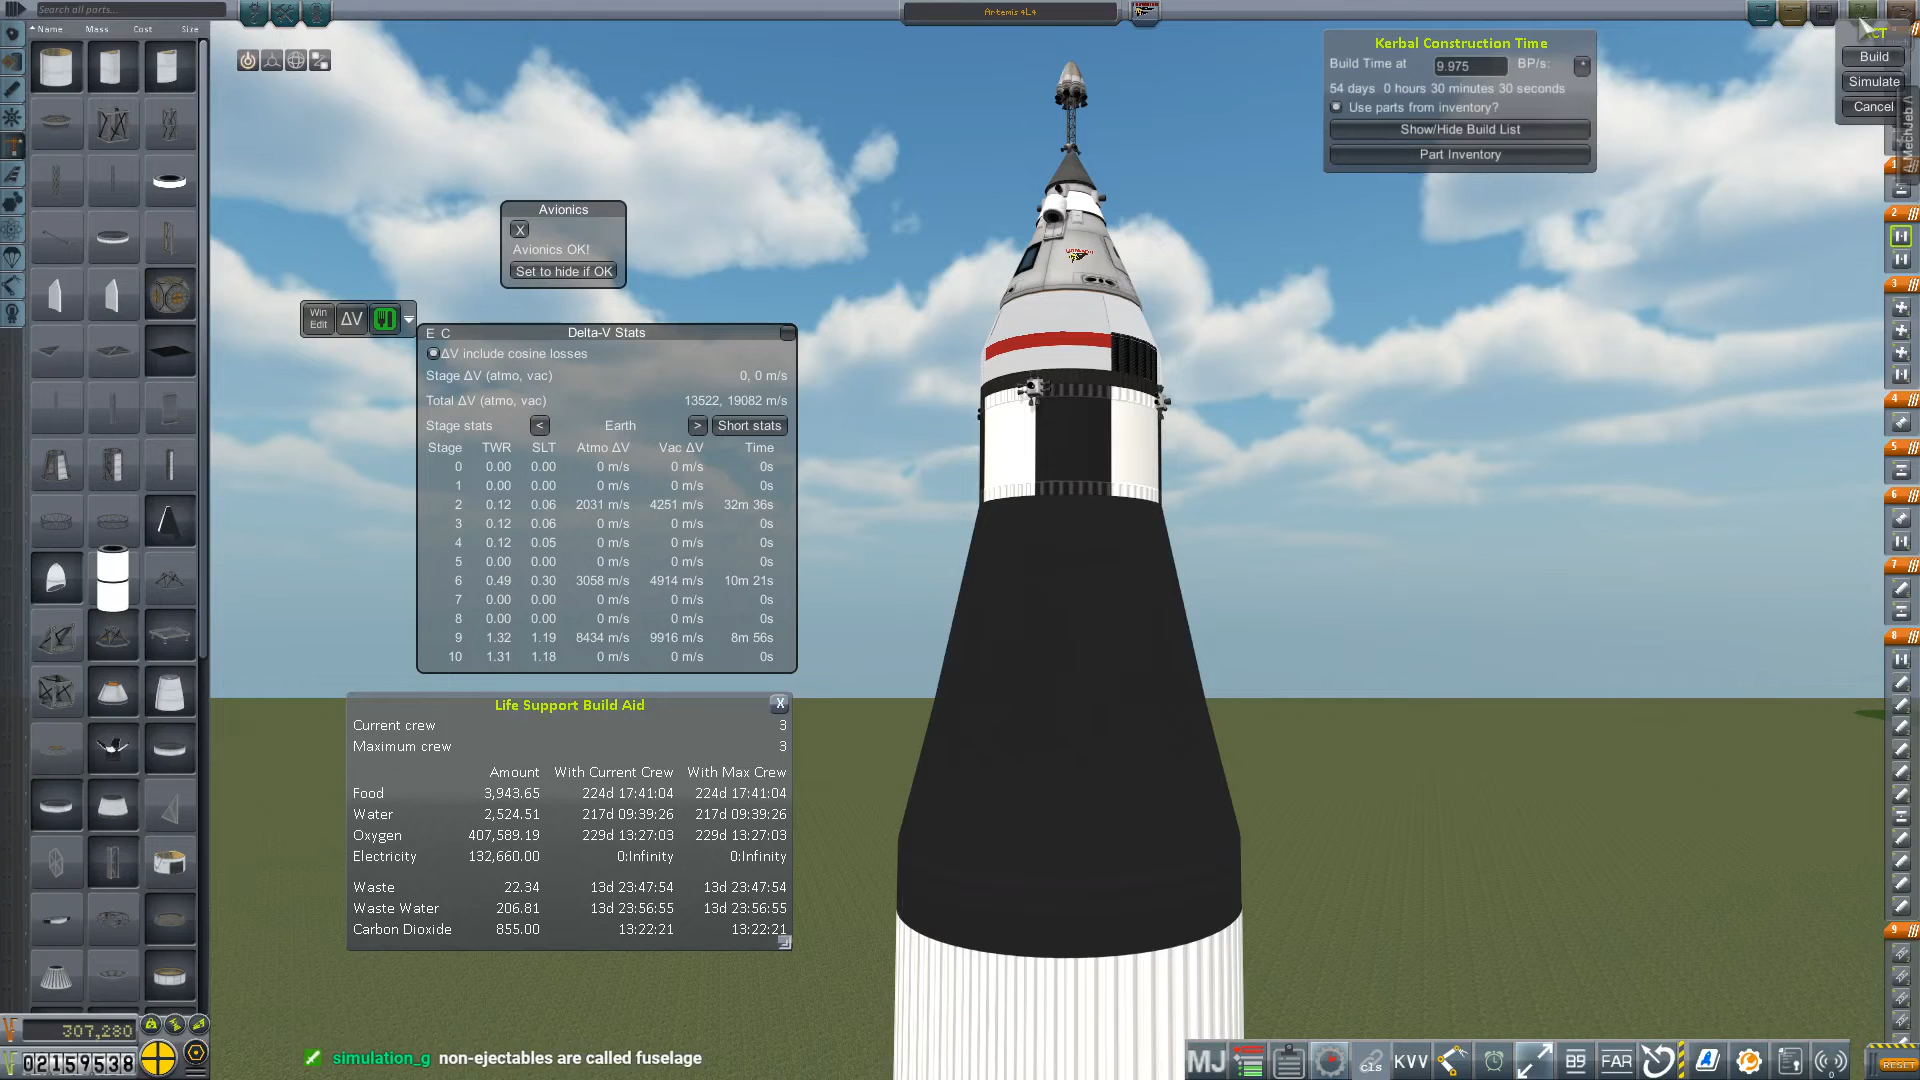 Search all parts...
Name Mass Cost Size
Artemis 4L4
Kerbal Construction Time
Build Time at 9.975 BP/s: *
54 days 0 hours 30 minutes 30 seconds
Use parts from inventory?
Show/Hide Build List
Part Inventory
Build
Simulate
Cancel
MechJeb
Avionics
X
Avionics OK!
Set to hide if OK
Win Edit ΔV
E C Delta-V Stats
ΔV include cosine losses
Stage ΔV (atmo, vac) 0, 0 m/s
Total ΔV (atmo, vac) 13522, 19082 m/s
Stage stats < Earth > Short stats
Stage TWR SLT Atmo ΔV Vac ΔV Time
0 0.00 0.00 0 m/s 0 m/s 0s
1 0.00 0.00 0 m/s 0 m/s 0s
2 0.12 0.06 2031 m/s 4251 m/s 32m 36s
3 0.12 0.06 0 m/s 0 m/s 0s
4 0.12 0.05 0 m/s 0 m/s 0s
5 0.00 0.00 0 m/s 0 m/s 0s
6 0.49 0.30 3058 m/s 4914 m/s 10m 21s
7 0.00 0.00 0 m/s 0 m/s 0s
8 0.00 0.00 0 m/s 0 m/s 0s
9 1.32 1.19 8434 m/s 9916 m/s 8m 56s
10 1.31 1.18 0 m/s 0 m/s 0s
Life Support Build Aid X
Current crew 3
Maximum crew 3
Amount With Current Crew With Max Crew
Food 3,943.65 224d 17:41:04 224d 17:41:04
Water 2,524.51 217d 09:39:26 217d 09:39:26
Oxygen 407,589.19 229d 13:27:03 229d 13:27:03
Electricity 132,660.00 0:Infinity 0:Infinity
Waste 22.34 13d 23:47:54 13d 23:47:54
Waste Water 206.81 13d 23:56:55 13d 23:56:55
Carbon Dioxide 855.00 13:22:21 13:22:21
2
3
4
5
6
7
8
9
307,280
02159538
simulation_g non-ejectables are called fuselage
MJ cls KVV B9 FAR 0
RESET